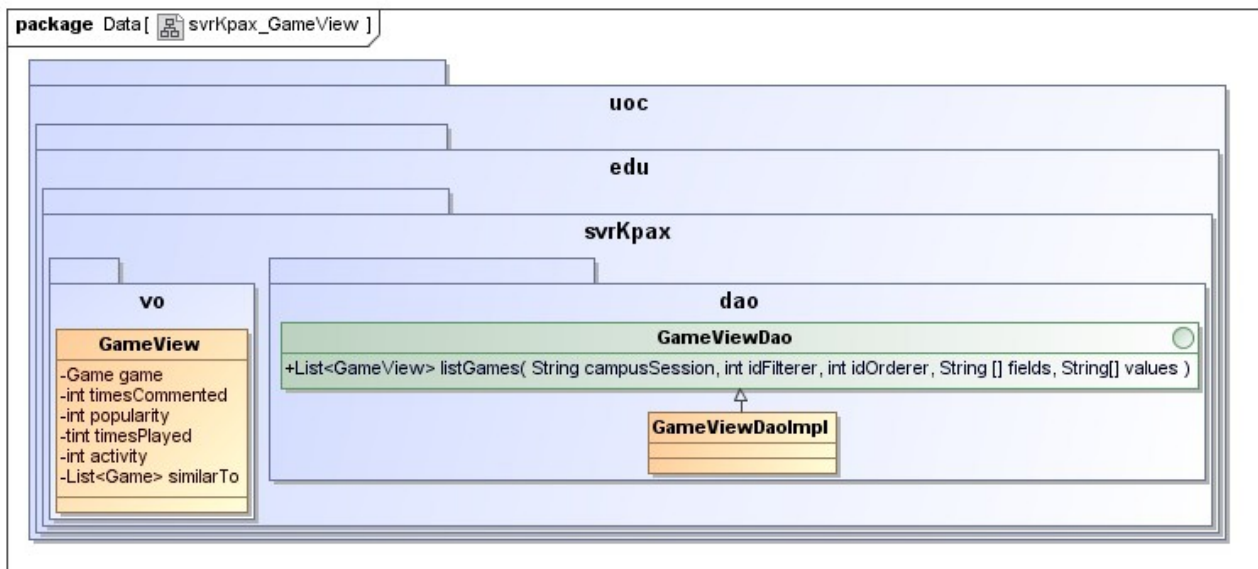 package Data[ svrKpax_GameView ]
uoc
edu
svrKpax
vo
GameView
-Game game
-int timesCommented
-int popularity
-tint timesPlayed
-int activity
-List<Game> similarTo
dao
GameViewDao
+List<GameView> listGames( String campusSession, int idFilterer, int idOrderer, String [] fields, String[] values )
GameViewDaoImpl